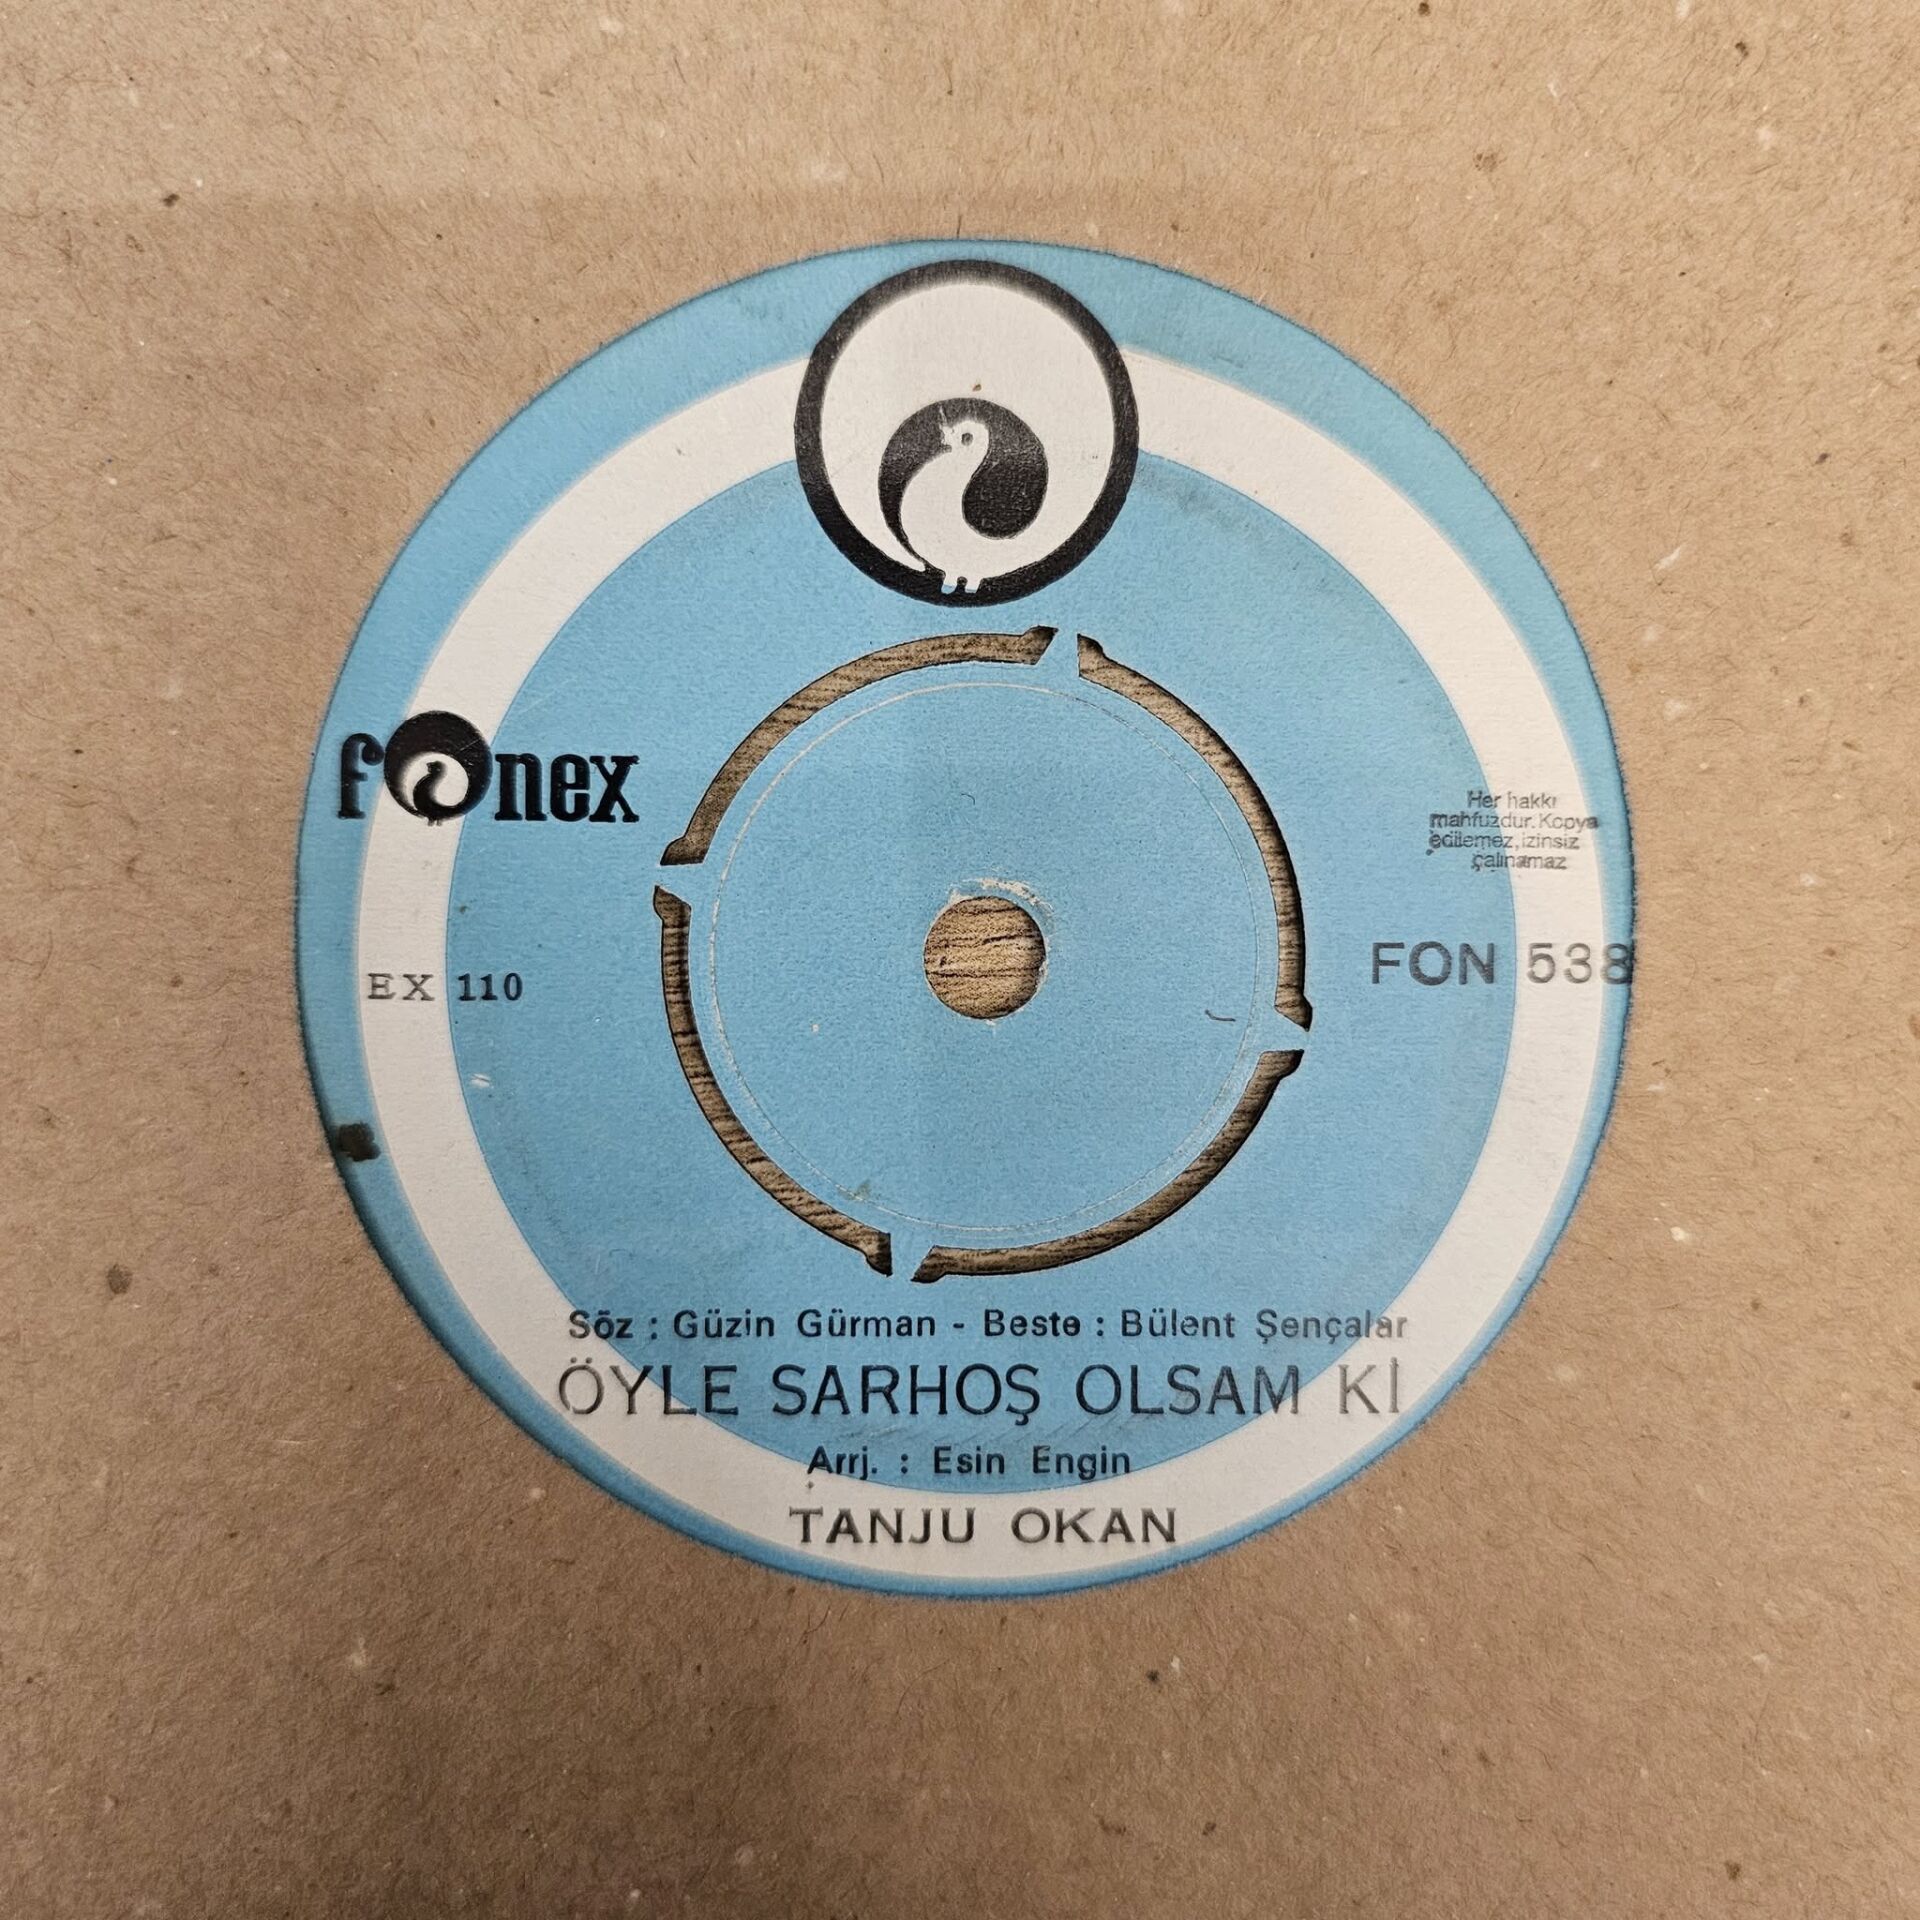 fonex
Her hakkı
mahfuzdur. Kopya
edilemez, izinsiz
çalınamaz
EX 110
FON 538
Söz : Güzin Gürman - Beste : Bülent Şençalar
ÖYLE SARHOŞ OLSAM Kİ
Arrj. : Esin Engin
TANJU OKAN